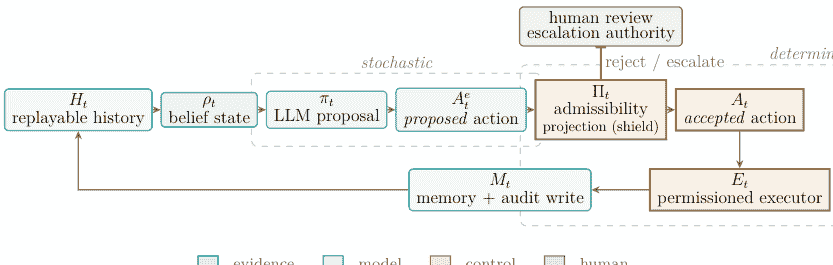 human review
escalation authority
stochastic
reject / escalate
H_t
replayable history
ρ_t
belief state
π_t
LLM proposal
A_t^e
proposed action
Π_t
admissibility
projection (shield)
A_t
accepted action
M_t
memory + audit write
E_t
permissioned executor
evidence
model
control
human